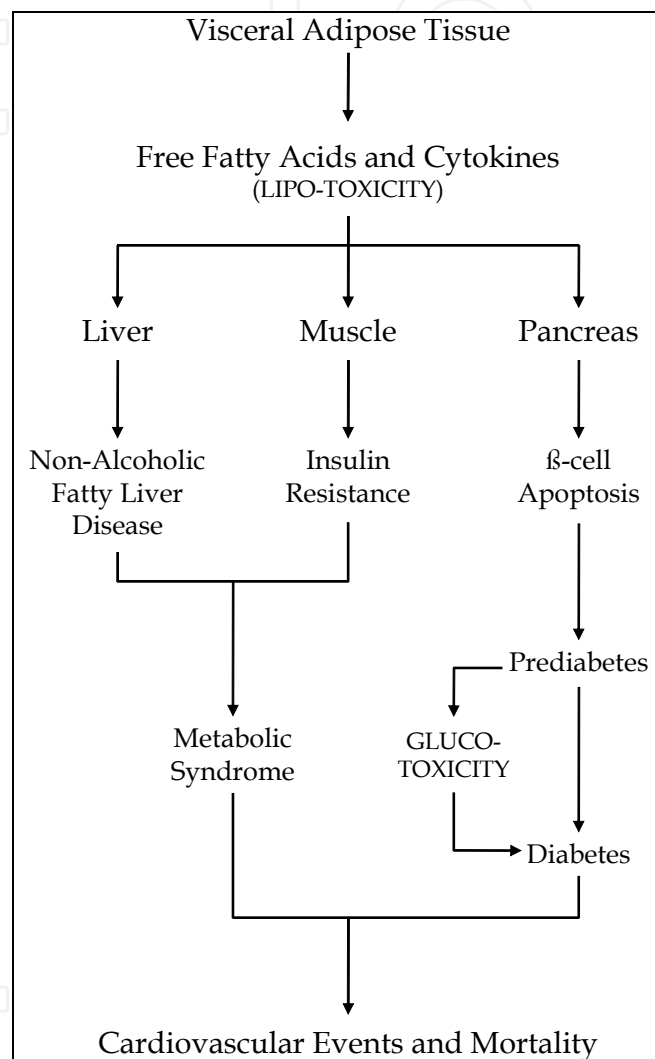 Visceral Adipose Tissue
Free Fatty Acids and Cytokines
(LIPO-TOXICITY)
Liver
Muscle
Pancreas
Non-Alcoholic
Fatty Liver
Disease
Insulin
Resistance
ß-cell
Apoptosis
Prediabetes
Metabolic
Syndrome
GLUCO-
TOXICITY
Diabetes
Cardiovascular Events and Mortality